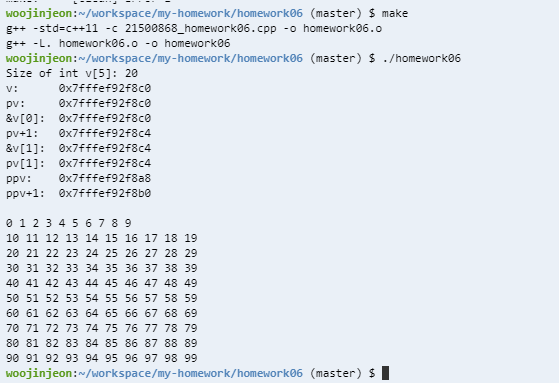 woojinjeon:~/workspace/my-homework/homework06 (master) $ make
g++ -std=c++11 -c 21500868_homework06.cpp -o homework06.o
g++ -L. homework06.o -o homework06
woojinjeon:~/workspace/my-homework/homework06 (master) $ ./homework06
Size of int v[5]: 20
v:      0x7fffef92f8c0
pv:     0x7fffef92f8c0
&v[0]:  0x7fffef92f8c0
pv+1:   0x7fffef92f8c4
&v[1]:  0x7fffef92f8c4
pv[1]:  0x7fffef92f8c4
ppv:    0x7fffef92f8a8
ppv+1:  0x7fffef92f8b0
0 1 2 3 4 5 6 7 8 9
10 11 12 13 14 15 16 17 18 19
20 21 22 23 24 25 26 27 28 29
30 31 32 33 34 35 36 37 38 39
40 41 42 43 44 45 46 47 48 49
50 51 52 53 54 55 56 57 58 59
60 61 62 63 64 65 66 67 68 69
70 71 72 73 74 75 76 77 78 79
80 81 82 83 84 85 86 87 88 89
90 91 92 93 94 95 96 97 98 99
woojinjeon:~/workspace/my-homework/homework06 (master) $